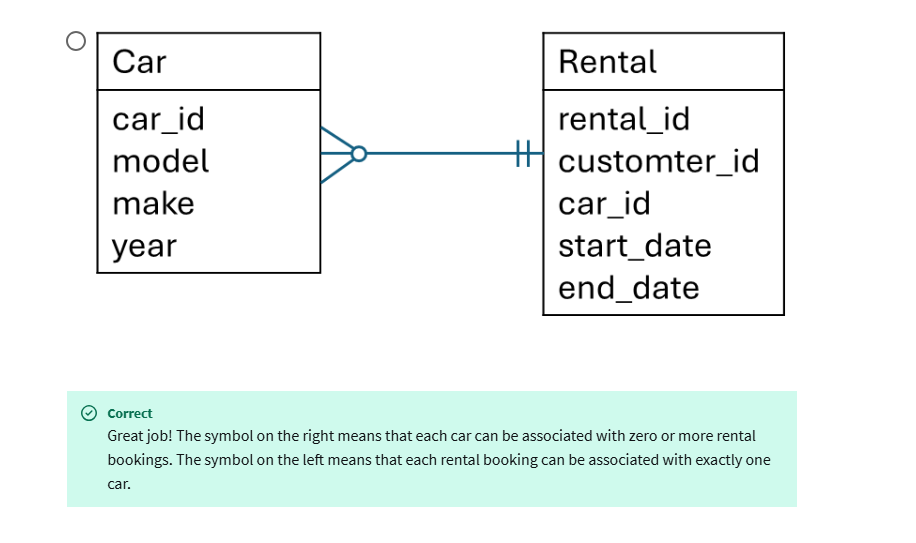 Car
car_id
model
make
year
Rental
rental_id
customter_id
car_id
start_date
end_date
Correct
Great job! The symbol on the right means that each car can be associated with zero or more rental
bookings. The symbol on the left means that each rental booking can be associated with exactly one
car.